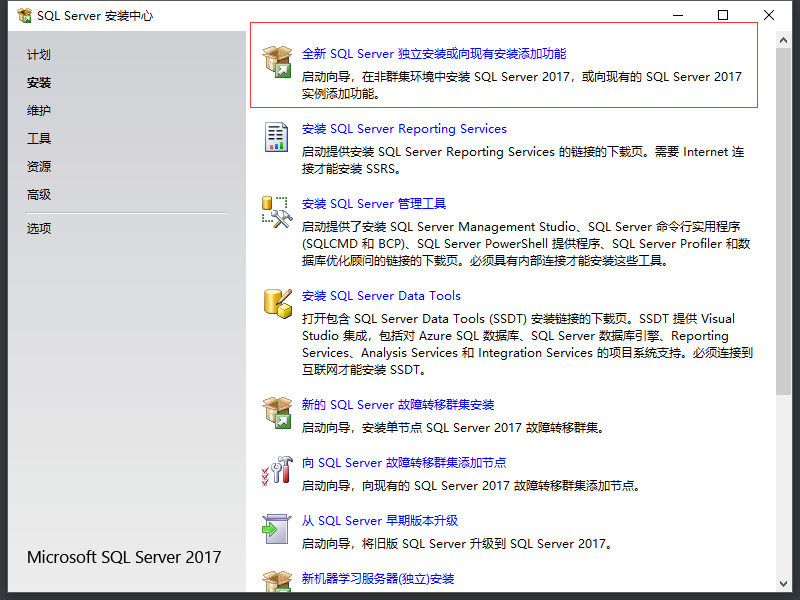 SQL Server 安装中心
计划
安装
维护
工具
资源
高级
选项
Microsoft SQL Server 2017
全新 SQL Server 独立安装或向现有安装添加功能
启动向导，在非群集环境中安装 SQL Server 2017，或向现有的 SQL Server 2017
实例添加功能。
安装 SQL Server Reporting Services
启动提供安装 SQL Server Reporting Services 的链接的下载页。需要 Internet 连
接才能安装 SSRS。
安装 SQL Server 管理工具
启动提供了安装 SQL Server Management Studio、SQL Server 命令行实用程序
(SQLCMD 和 BCP)、SQL Server PowerShell 提供程序、SQL Server Profiler 和数
据库优化顾问的链接的下载页。必须具有内部连接才能安装这些工具。
安装 SQL Server Data Tools
打开包含 SQL Server Data Tools (SSDT) 安装链接的下载页。SSDT 提供 Visual
Studio 集成，包括对 Azure SQL 数据库、SQL Server 数据库引擎、Reporting
Services、Analysis Services 和 Integration Services 的项目系统支持。必须连接到
互联网才能安装 SSDT。
新的 SQL Server 故障转移群集安装
启动向导，安装单节点 SQL Server 2017 故障转移群集。
向 SQL Server 故障转移群集添加节点
启动向导，向现有的 SQL Server 2017 故障转移群集添加节点。
从 SQL Server 早期版本升级
启动向导，将旧版 SQL Server 升级到 SQL Server 2017。
新机器学习服务器(独立)安装